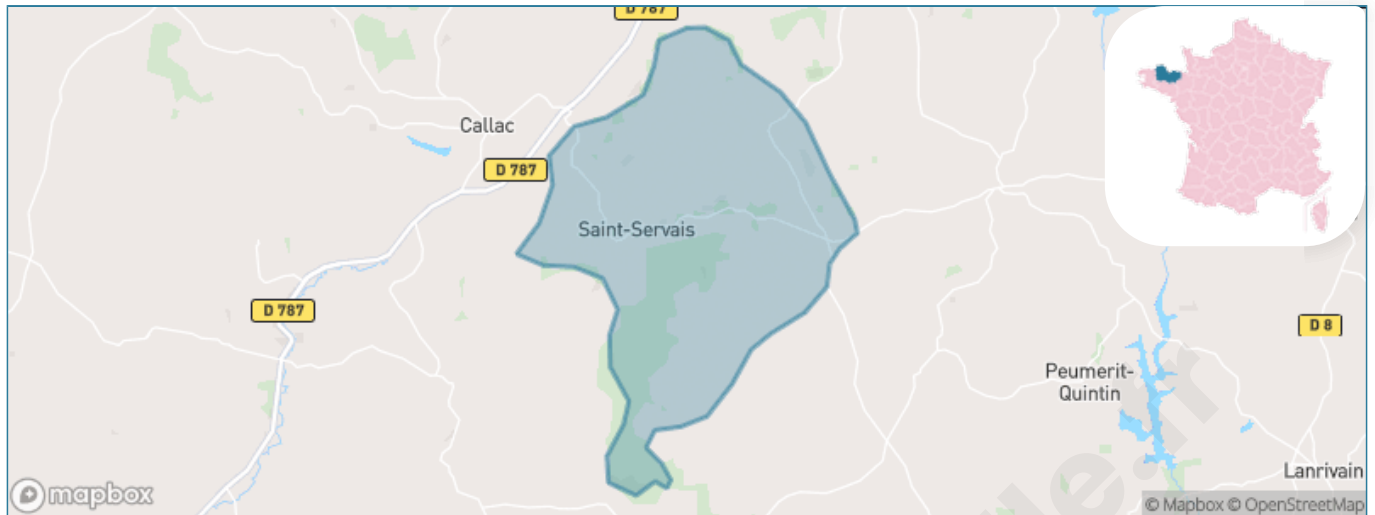 D 787
Callac
D 787
Saint-Servais
D 787
D 8
Peumerit-
Quintin
Lanrivain
mapbox
© Mapbox © OpenStreetMap